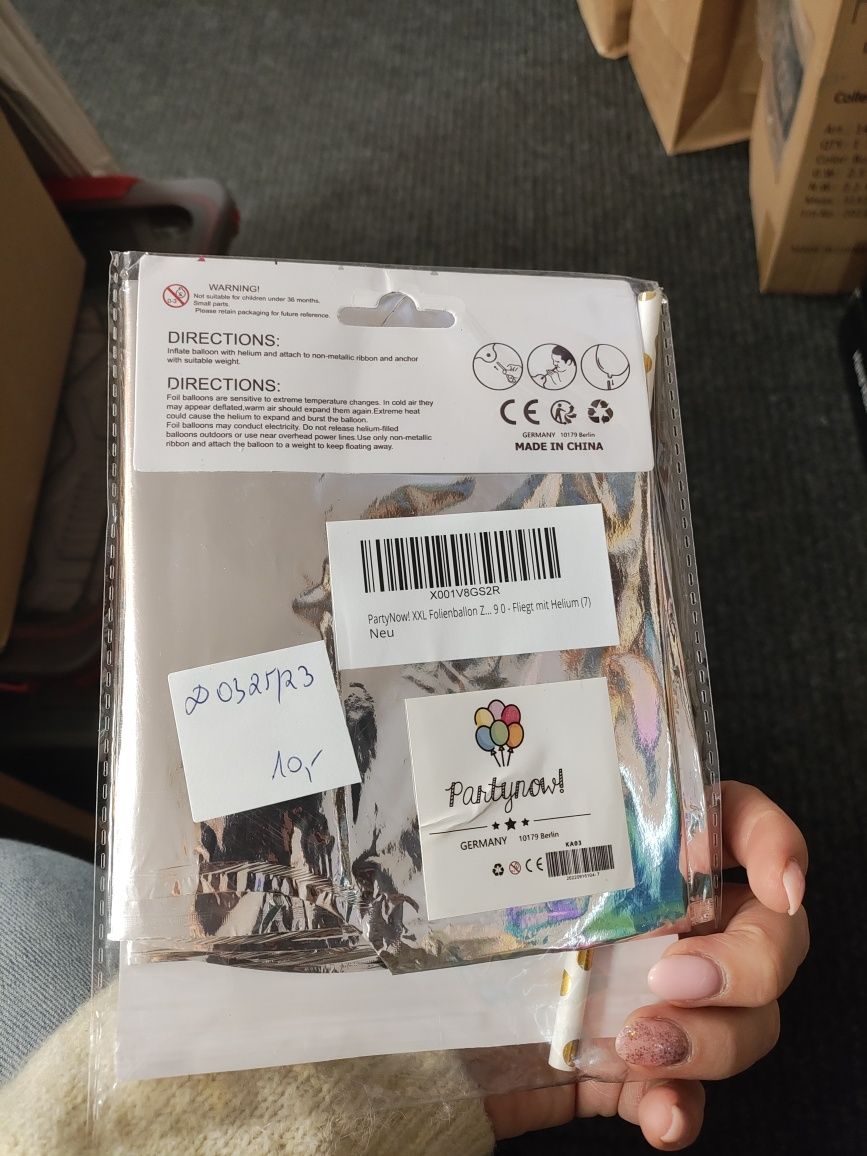 WARNING!
Not suitable for children under 36 months.
Small parts.
Please retain packaging for future reference.
DIRECTIONS:
Inflate balloon with helium and attach to non-metallic ribbon and anchor
with suitable weight.
DIRECTIONS:
Foil balloons are sensitive to extreme temperature changes. In cold air they
may appear deflated,warm air should expand them again.Extreme heat
could cause the helium to expand and burst the balloon.
Foil balloons may conduct electricity. Do not release helium-filled
balloons outdoors or use near overhead power lines.Use only non-metallic
ribbon and attach the balloon to a weight to keep floating away.
0-3
CE
GERMANY 10179 Berlin
MADE IN CHINA
X001V8GS2R
PartyNow! XXL Folienballon Z... 9 0 - Fliegt mit Helium (7)
Neu
10,-
Partynow!
GERMANY 10179 Berlin
KA03
CE